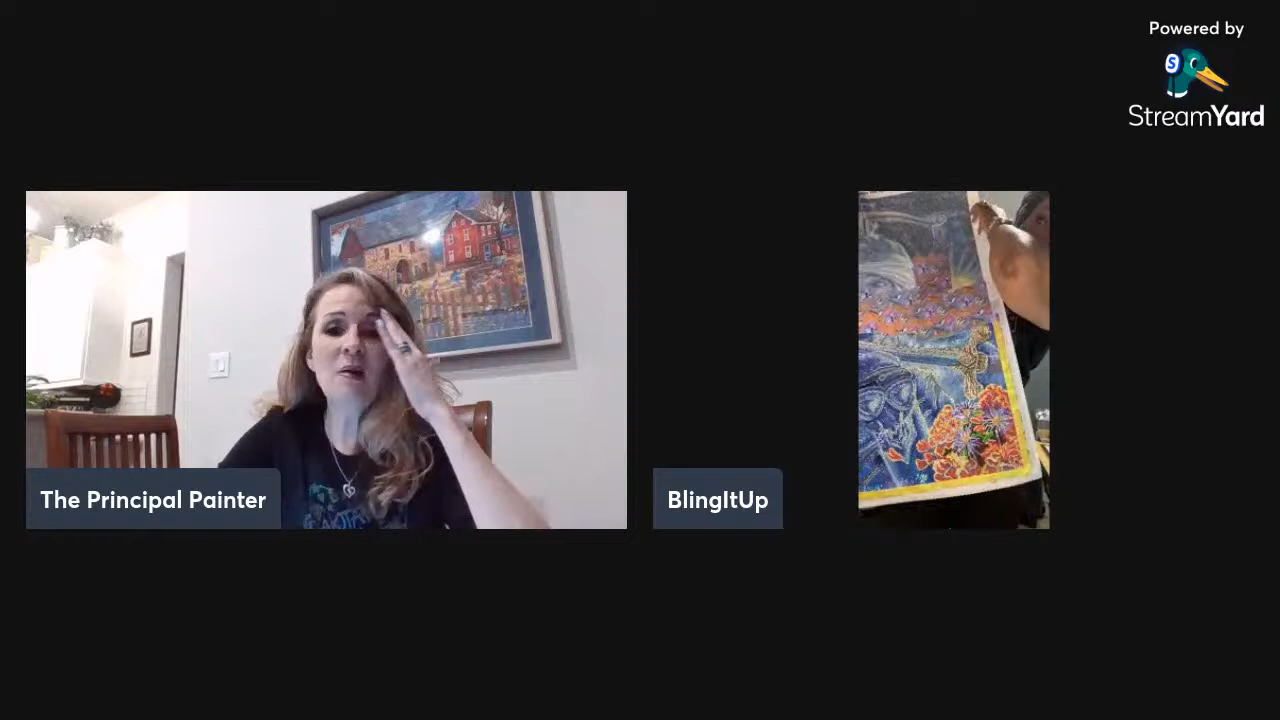 Powered by
S
StreamYard
The Principal Painter
BlingItUp